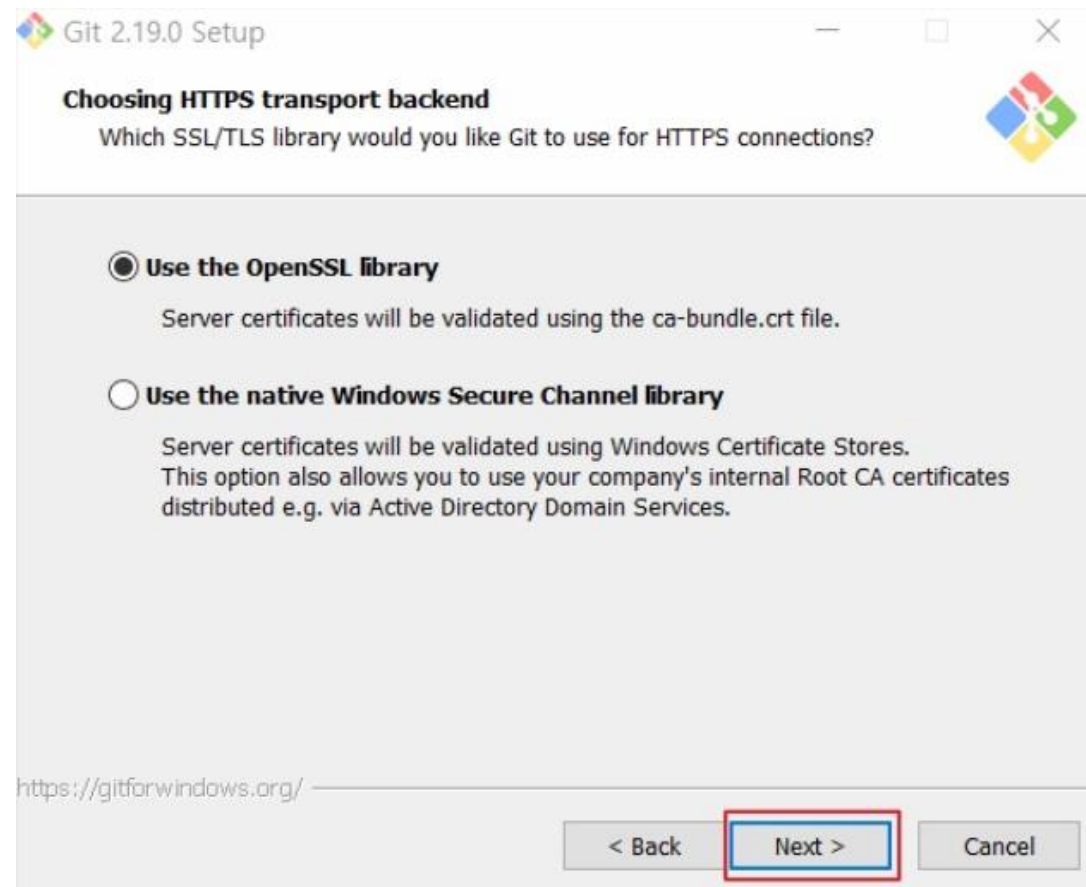 Git 2.19.0 Setup
Choosing HTTPS transport backend
Which SSL/TLS library would you like Git to use for HTTPS connections?
Use the OpenSSL library
Server certificates will be validated using the ca-bundle.crt file.
Use the native Windows Secure Channel library
Server certificates will be validated using Windows Certificate Stores.
This option also allows you to use your company's internal Root CA certificates
distributed e.g. via Active Directory Domain Services.
https://gitforwindows.org/
< Back Next > Cancel